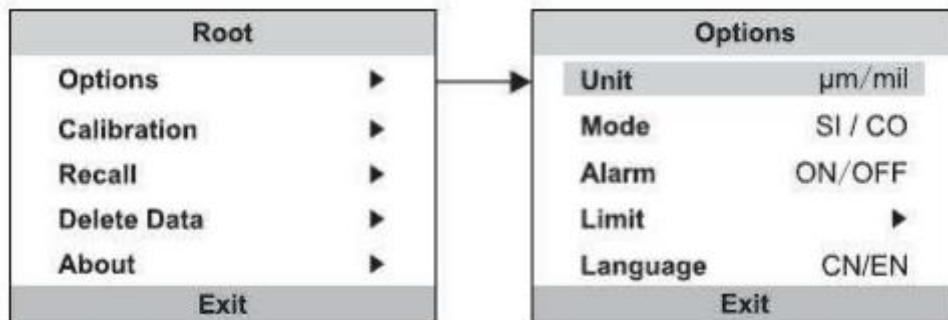 Root
Options ▶
Calibration ▶
Recall ▶
Delete Data ▶
About ▶
Exit
Options
Unit μm/mil
Mode SI / CO
Alarm ON/OFF
Limit ▶
Language CN/EN
Exit